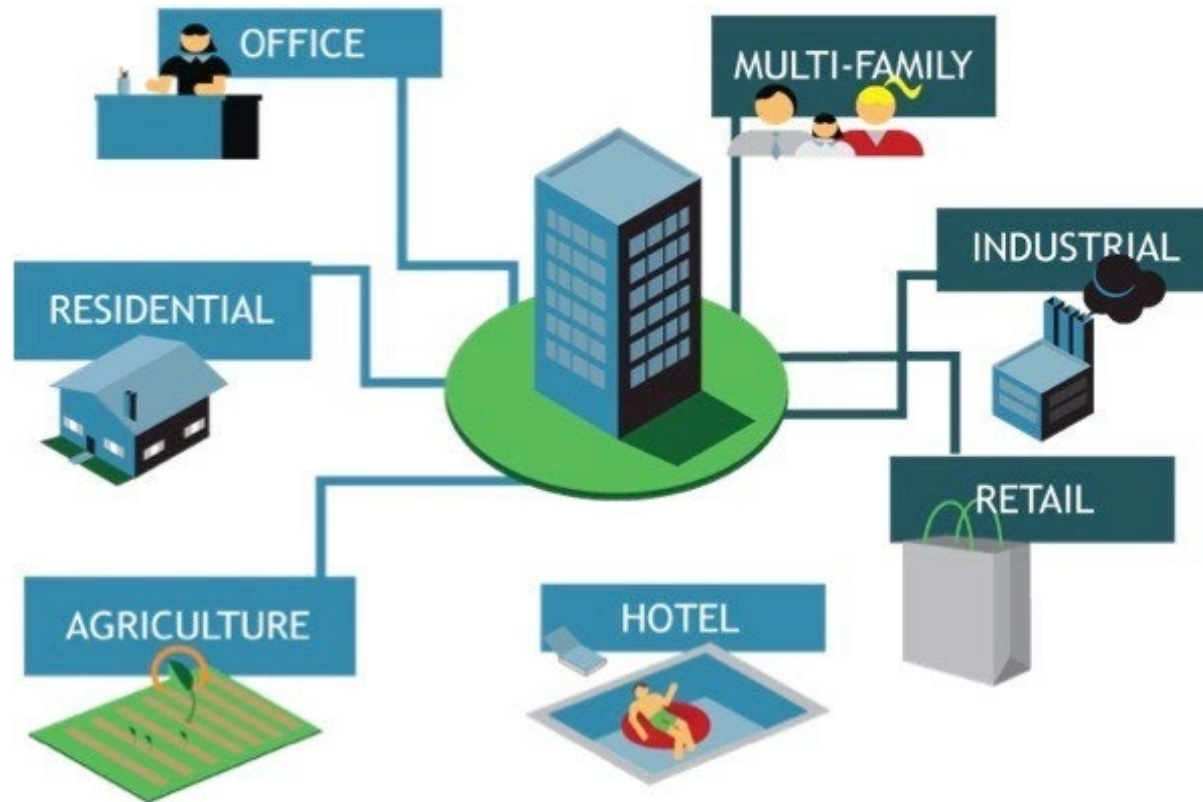 OFFICE
MULTI-FAMILY
INDUSTRIAL
RESIDENTIAL
RETAIL
AGRICULTURE
HOTEL